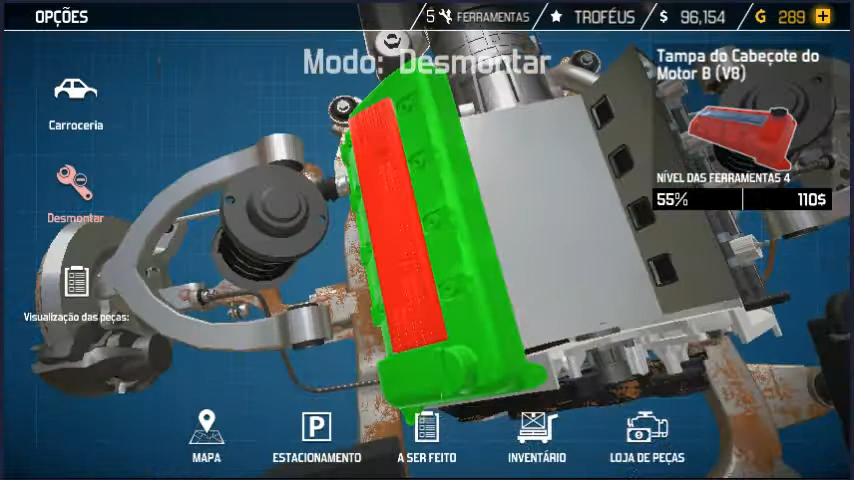 OPÇÕES
5 FERRAMENTAS
TROFÉUS
$ 96,154
G 289 +
Modo: Desmontar
Tampa do Cabeçote do
Motor B (V8)
NÍVEL DAS FERRAMENTAS 4
55% 110$
Carroceria
Desmontar
Visualização das peças:
MAPA
P
ESTACIONAMENTO
A SER FEITO
INVENTÁRIO
LOJA DE PEÇAS